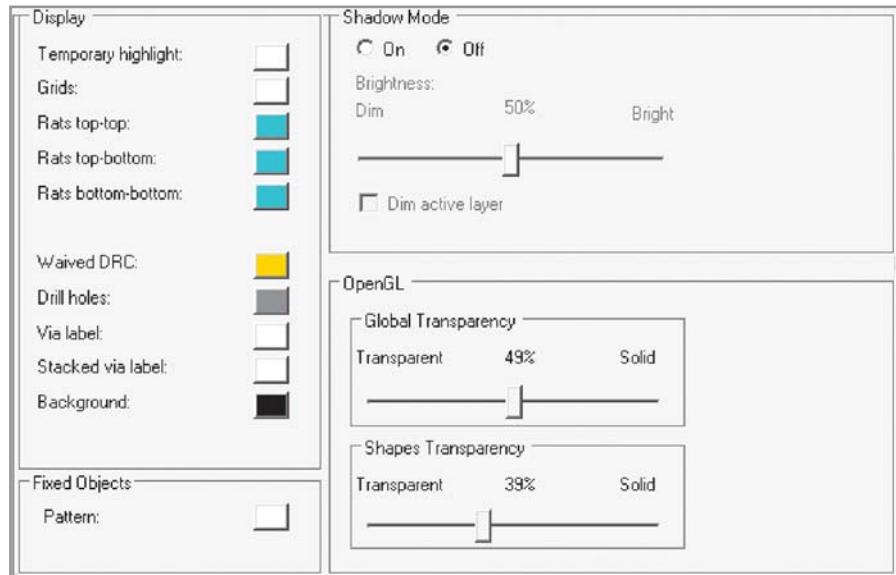 Display
Temporary highlight:
Grids:
Rats top-top:
Rats top-bottom:
Rats bottom-bottom:
Waived DRC:
Drill holes:
Via label:
Stacked via label:
Background:
Fixed Objects
Pattern:
Shadow Mode
On Off
Brightness:
Dim 50% Bright
Dim active layer
OpenGL
Global Transparency
Transparent 49% Solid
Shapes Transparency
Transparent 39% Solid